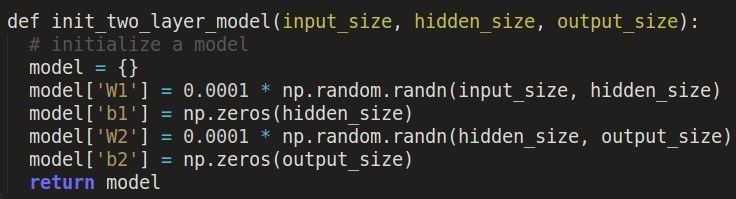 def init_two_layer_model(input_size, hidden_size, output_size):
  # initialize a model
  model = {}
  model['W1'] = 0.0001 * np.random.randn(input_size, hidden_size)
  model['b1'] = np.zeros(hidden_size)
  model['W2'] = 0.0001 * np.random.randn(hidden_size, output_size)
  model['b2'] = np.zeros(output_size)
  return model